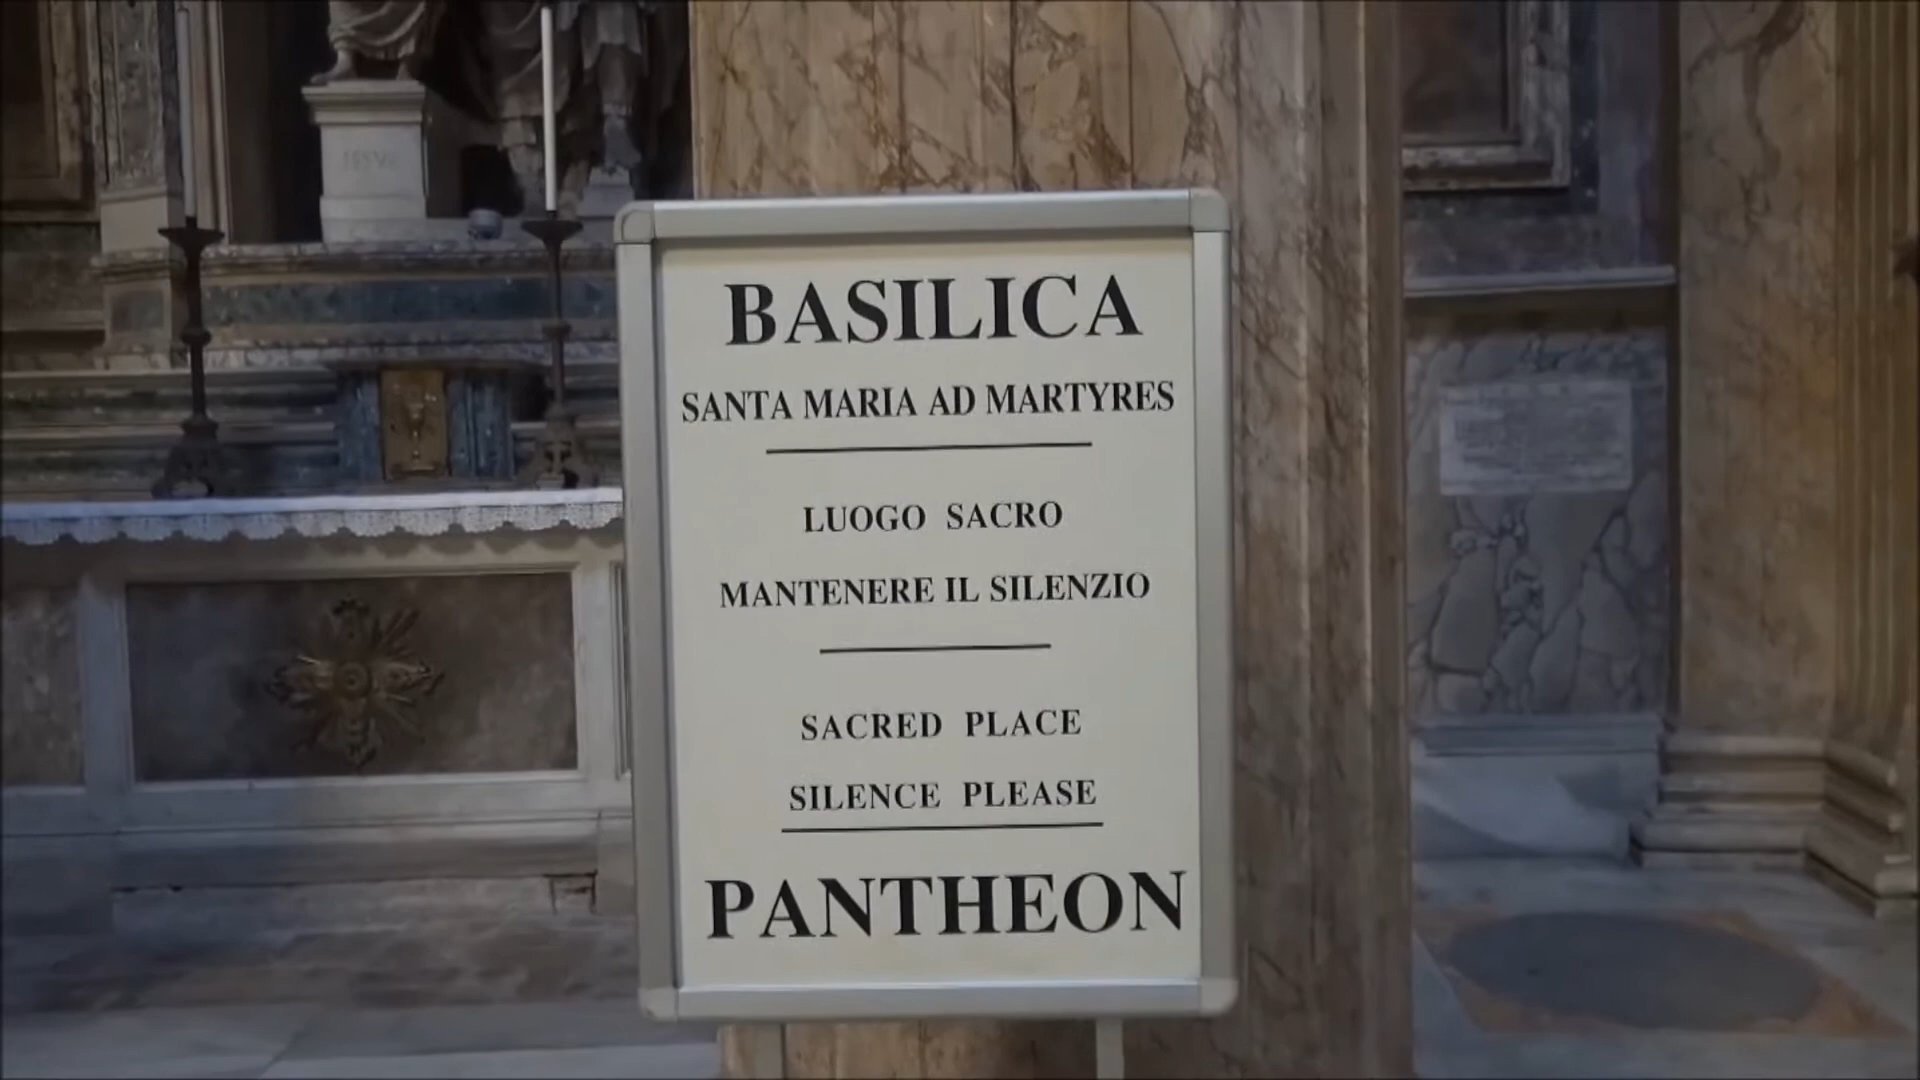 BASILICA
SANTA MARIA AD MARTYRES
LUOGO SACRO
MANTENERE IL SILENZIO
SACRED PLACE
SILENCE PLEASE
PANTHEON